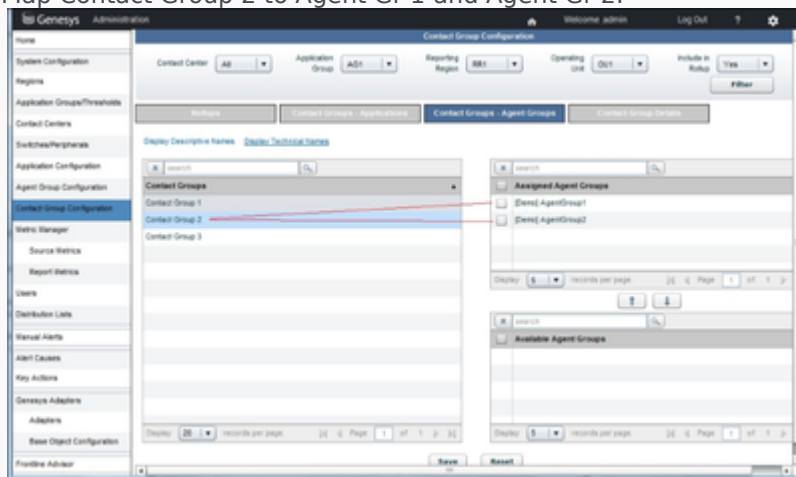 Map Contact Group 2 to Agent Gr 1 and Agent Gr 2.
Genesys Administration Welcome admin Log Out ?
Contact Group Configuration
Home
System Configuration
Regions
Application Groups/Thresholds
Contact Centers
Switches/Peripherals
Application Configuration
Agent Group Configuration
Contact Group Configuration
Metric Manager
Source Metrics
Report Metrics
Users
Distribution Lists
Manual Alerts
Alert Causes
Key Actions
Genesys Adapters
Adapters
Base Object Configuration
Frontline Advisor
Contact Center All Application Group AG1 Reporting Region RR1 Operating Unit OU1 Include in Rollup Yes
Filter
Rollups Contact Groups - Applications Contact Groups - Agent Groups Contact Group Details
Display Descriptive Names Display Technical Names
x search
Contact Groups
Contact Group 1
Contact Group 2
Contact Group 3
Display 20 records per page. Page 1 of 1
x search
Assigned Agent Groups
[Demo] AgentGroup1
[Demo] AgentGroup2
Display 5 records per page. Page 1 of 1
x search
Available Agent Groups
Display 5 records per page Page 1 of 1
Save Reset